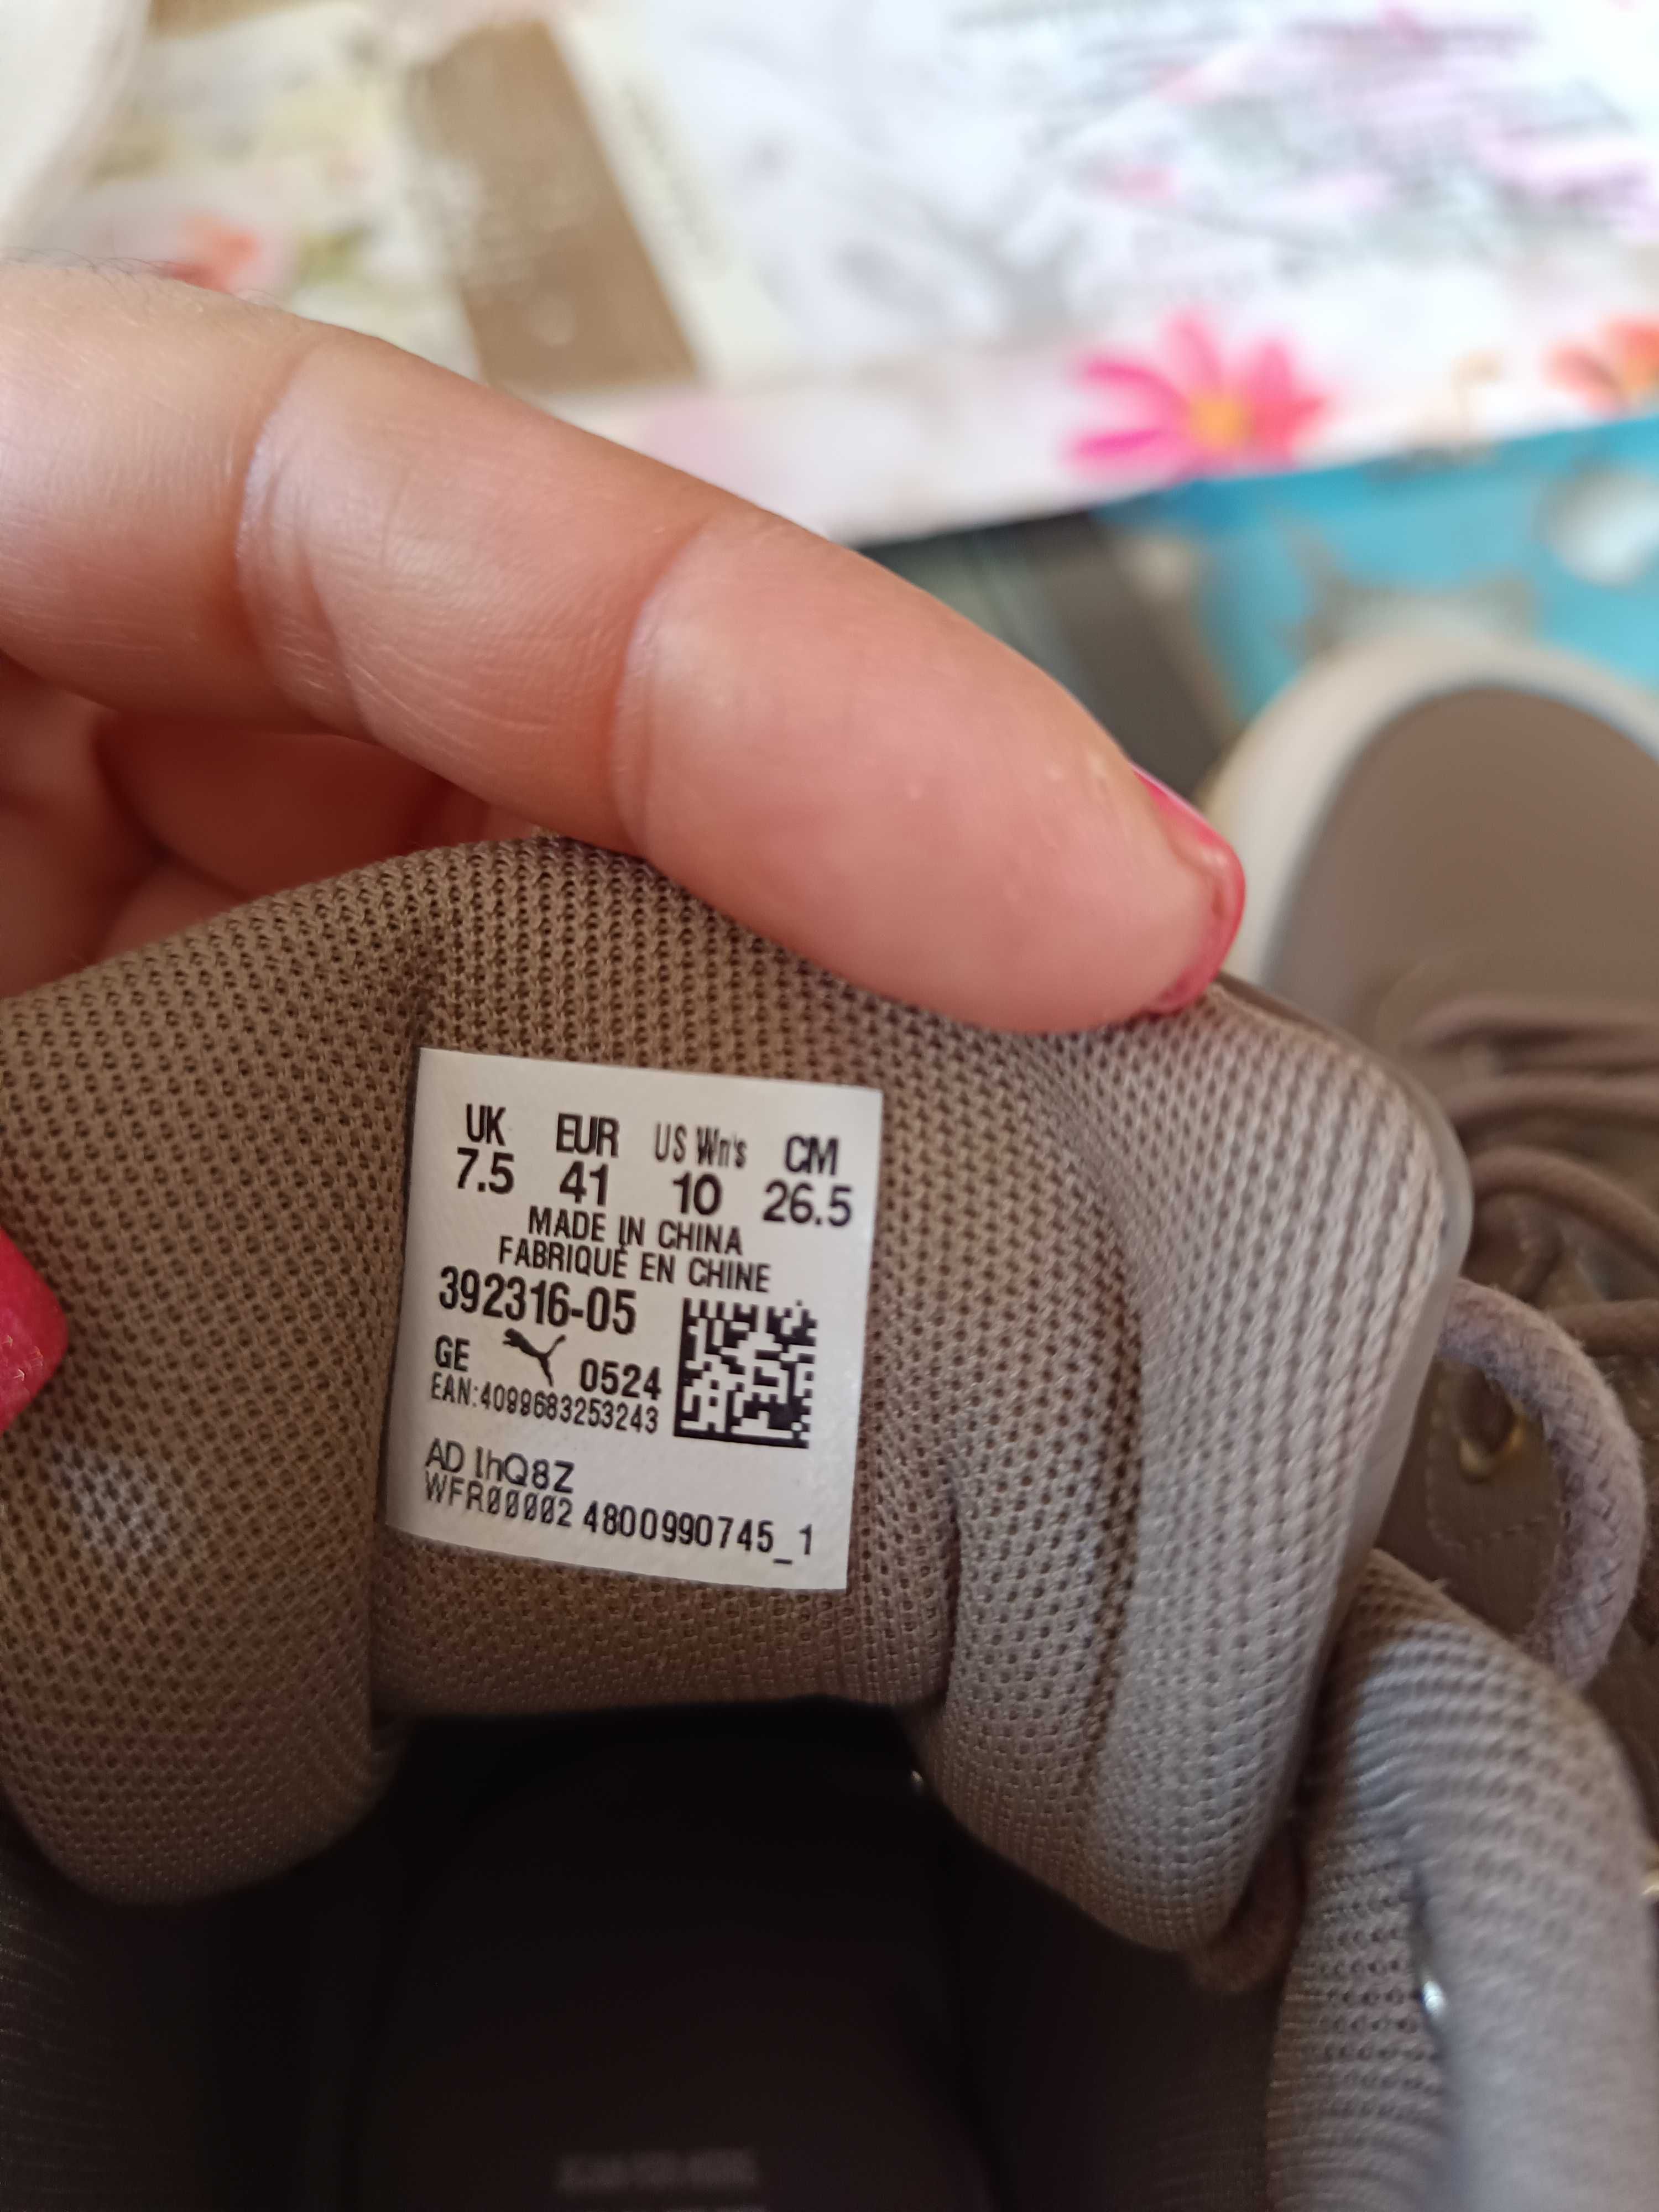 UK EUR US Wn's CM
7.5 41 10 26.5
MADE IN CHINA
FABRIQUÉ EN CHINE
392316-05
GE 0524
EAN:4099683253243
AD 1hQ8Z
WFR00002 4800990745_1